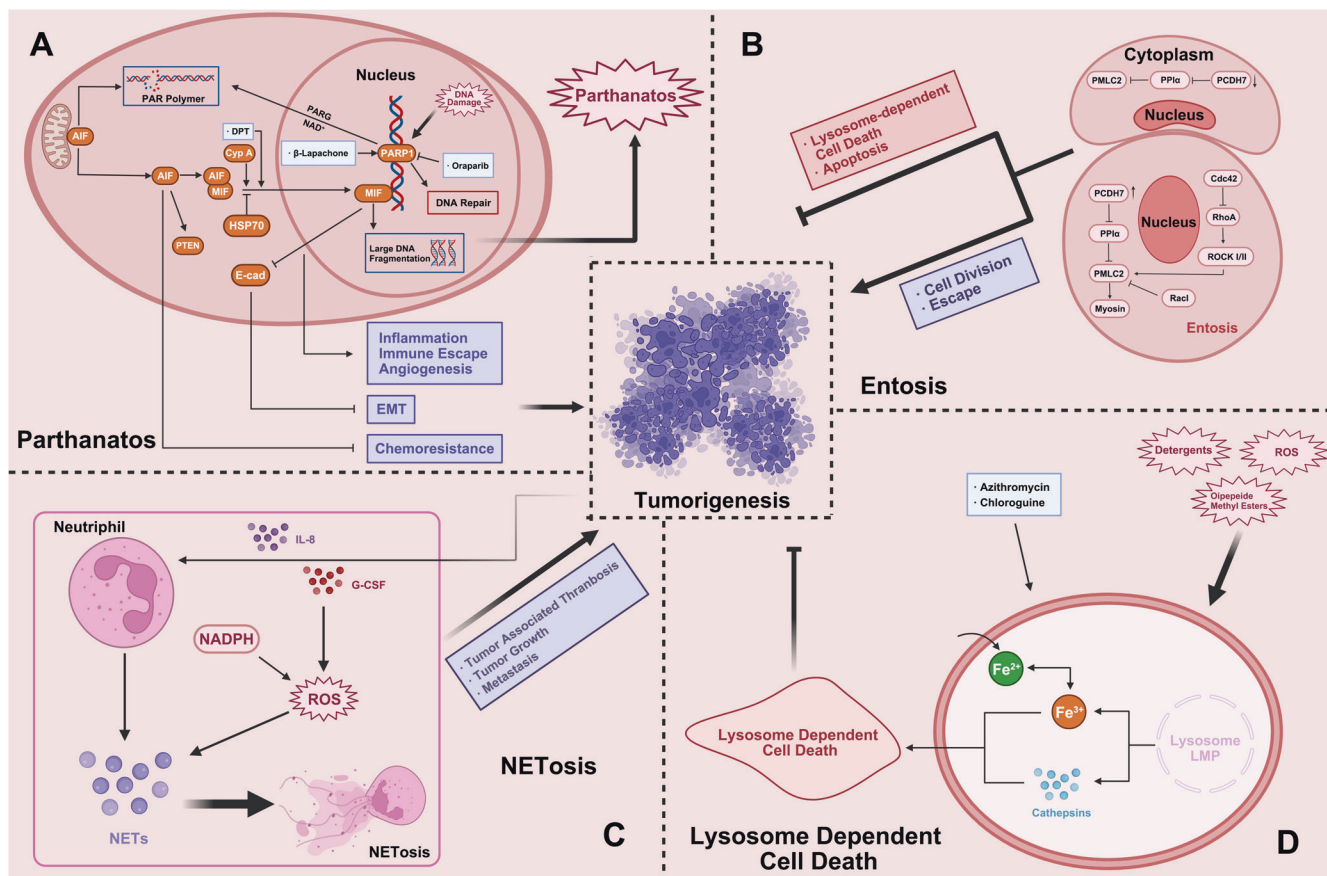 A
Nucleus
DNA
Damage
PAR Polymer
PARG
NAD⁺
AIF
· DPT
Cyp A
· β-Lapachone
PARP1
· Oraparib
AIF
AIF
MIF
MIF
DNA Repair
HSP70
PTEN
Large DNA
Fragmentation
E-cad
Parthanatos
Inflammation
Immune Escape
Angiogenesis
EMT
Chemoresistance
Parthanatos
B
Cytoplasm
PMLC2
PPIα
PCDH7
Nucleus
· Lysosome-dependent
Cell Death
· Apoptosis
· Cell Division
· Escape
PCDH7
Nucleus
Cdc42
PPIα
RhoA
PMLC2
ROCK I/II
Myosin
RacI
Entosis
Entosis
Tumorigenesis
Neutriphil
IL-8
G-CSF
NADPH
ROS
NETs
NETosis
· Tumor Associated Thranbosis
· Tumor Growth
· Metastasis
NETosis
C
Detergents
ROS
Oipepeide
Methyl Esters
· Azithromycin
· Chloroguine
Fe²⁺
Fe³⁺
Lysosome
LMP
Cathepsins
Lysosome Dependent
Cell Death
Lysosome Dependent
Cell Death
D